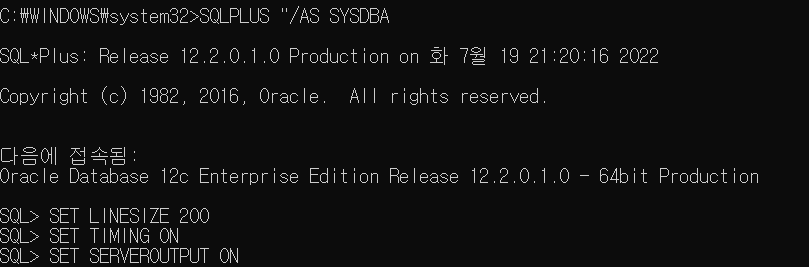 C:₩WINDOWS₩system32>SQLPLUS "/AS SYSDBA
SQL*Plus: Release 12.2.0.1.0 Production on 화 7월 19 21:20:16 2022
Copyright (c) 1982, 2016, Oracle.  All rights reserved.
다음에 접속됨:
Oracle Database 12c Enterprise Edition Release 12.2.0.1.0 - 64bit Production
SQL> SET LINESIZE 200
SQL> SET TIMING ON
SQL> SET SERVEROUTPUT ON